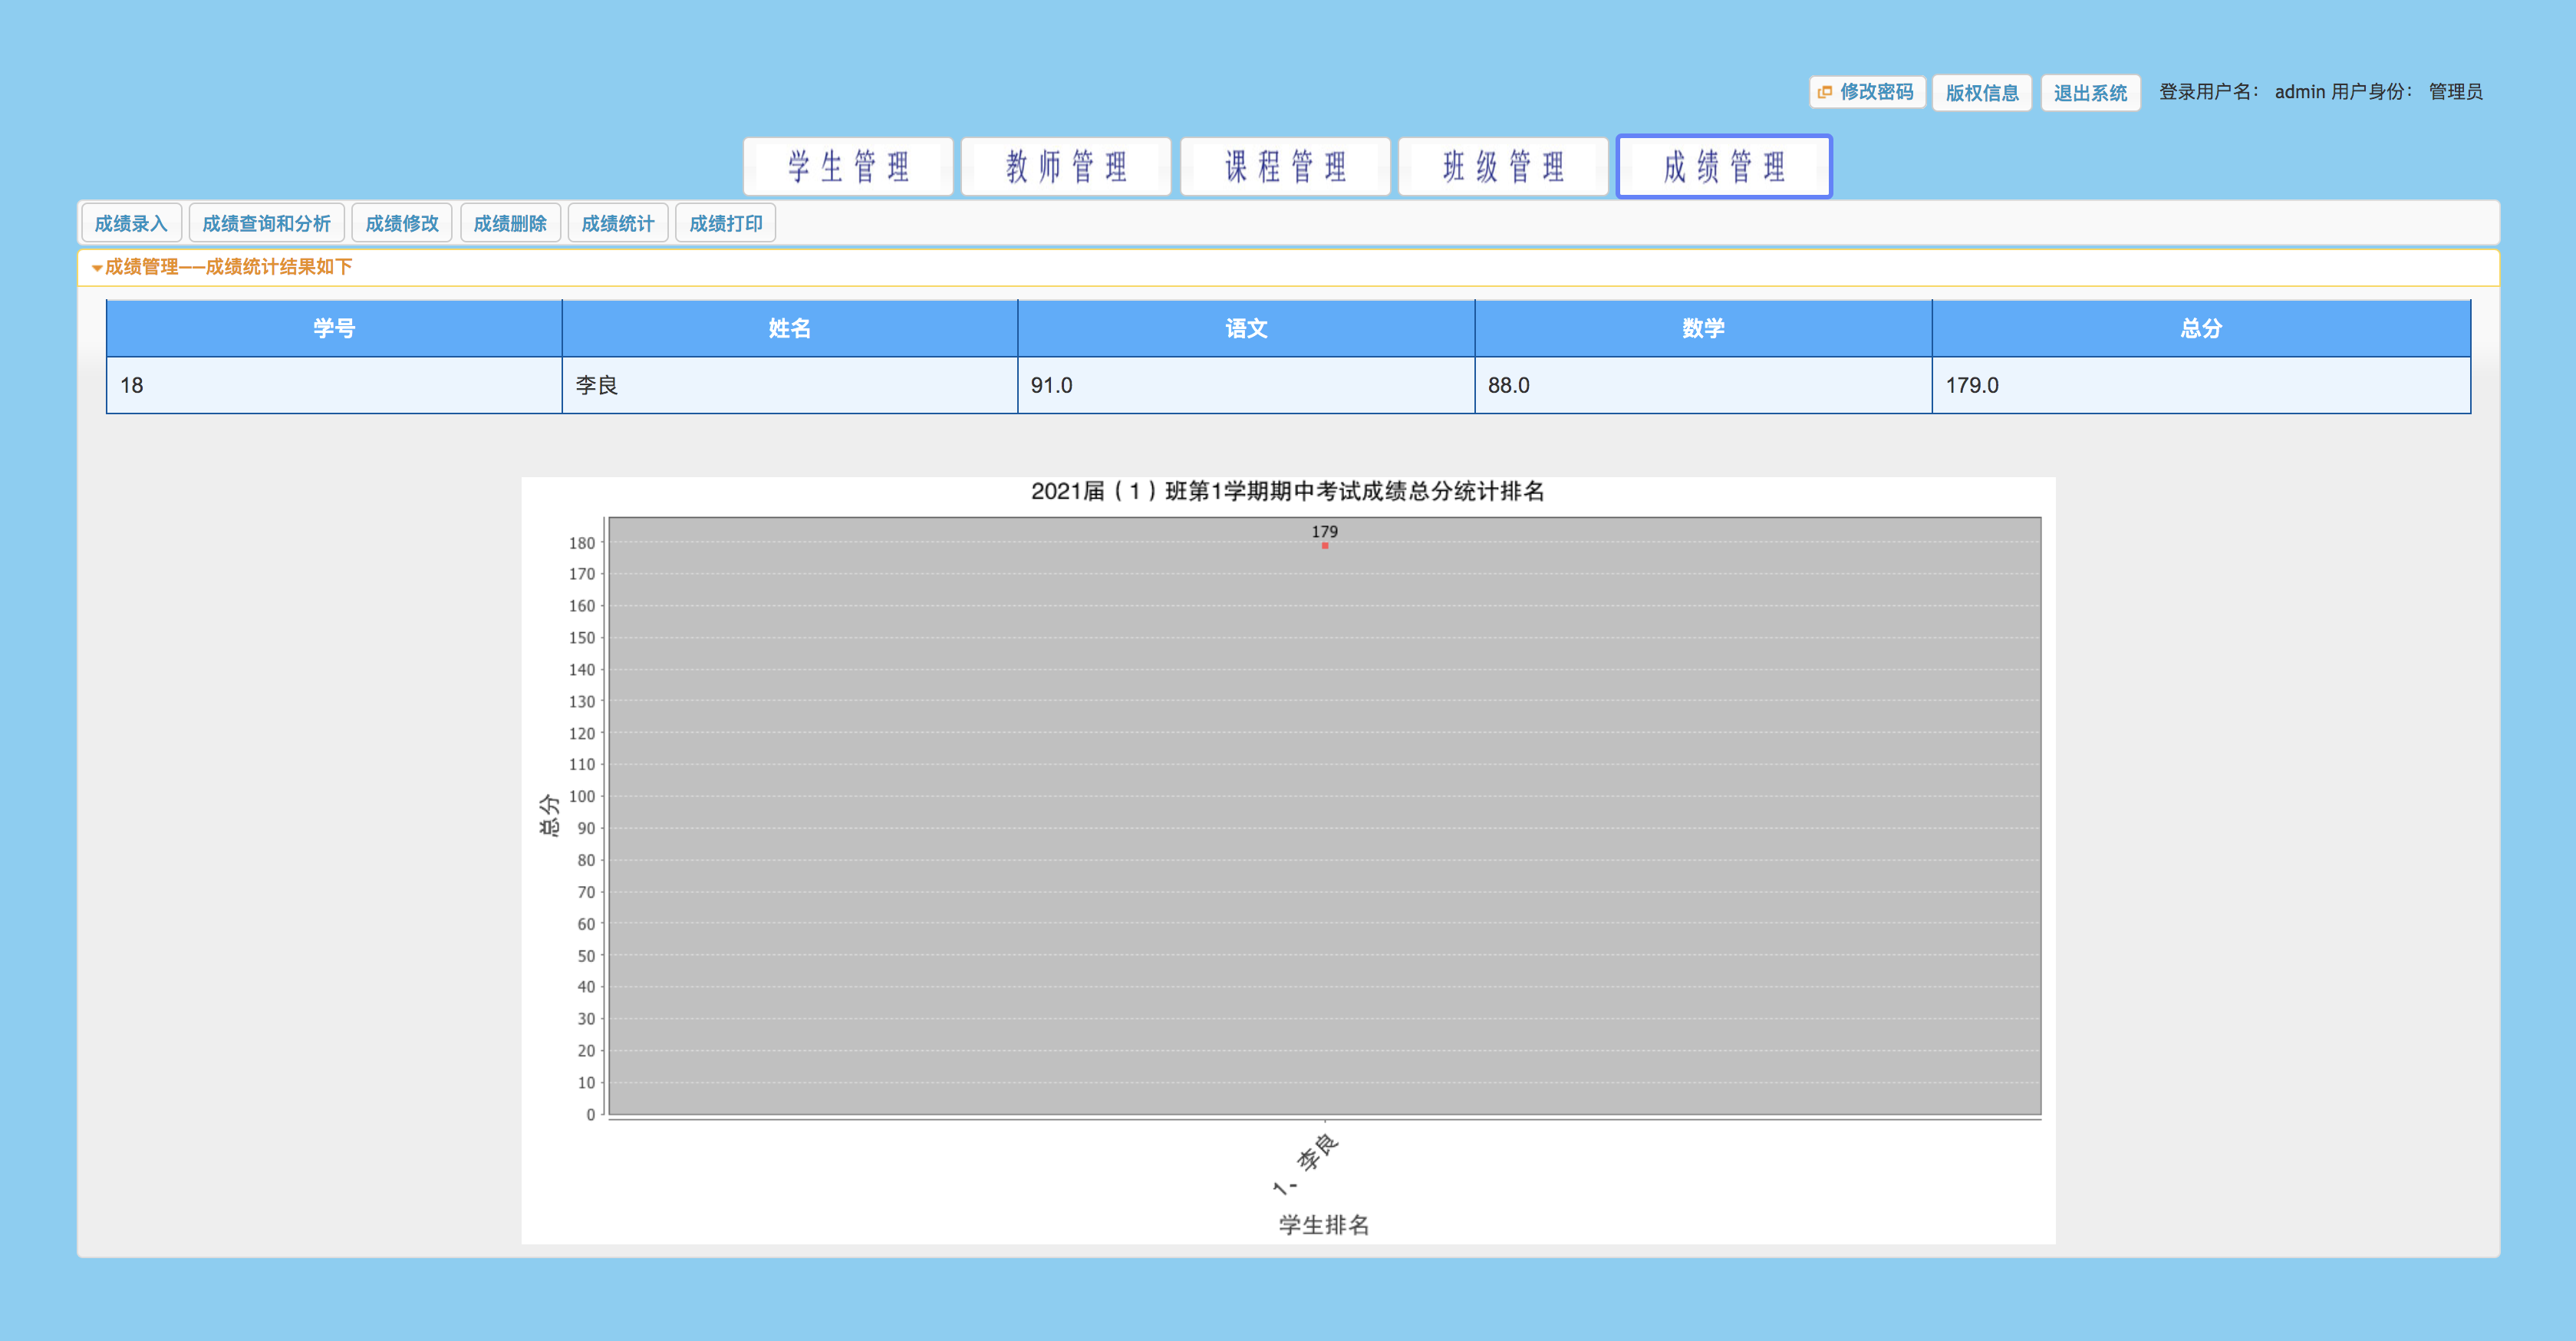 修改密码 版权信息 退出系统 登录用户名： admin 用户身份： 管理员
学生管理 教师管理 课程管理 班级管理 成绩管理
成绩录入 成绩查询和分析 成绩修改 成绩删除 成绩统计 成绩打印
成绩管理——成绩统计结果如下
学号 姓名 语文 数学 总分
18 李良 91.0 88.0 179.0
2021届（1）班第1学期期中考试成绩总分统计排名
179
180
170
160
150
140
130
120
110
100
90
80
70
60
50
40
30
20
10
0
总分
1- 李良
学生排名